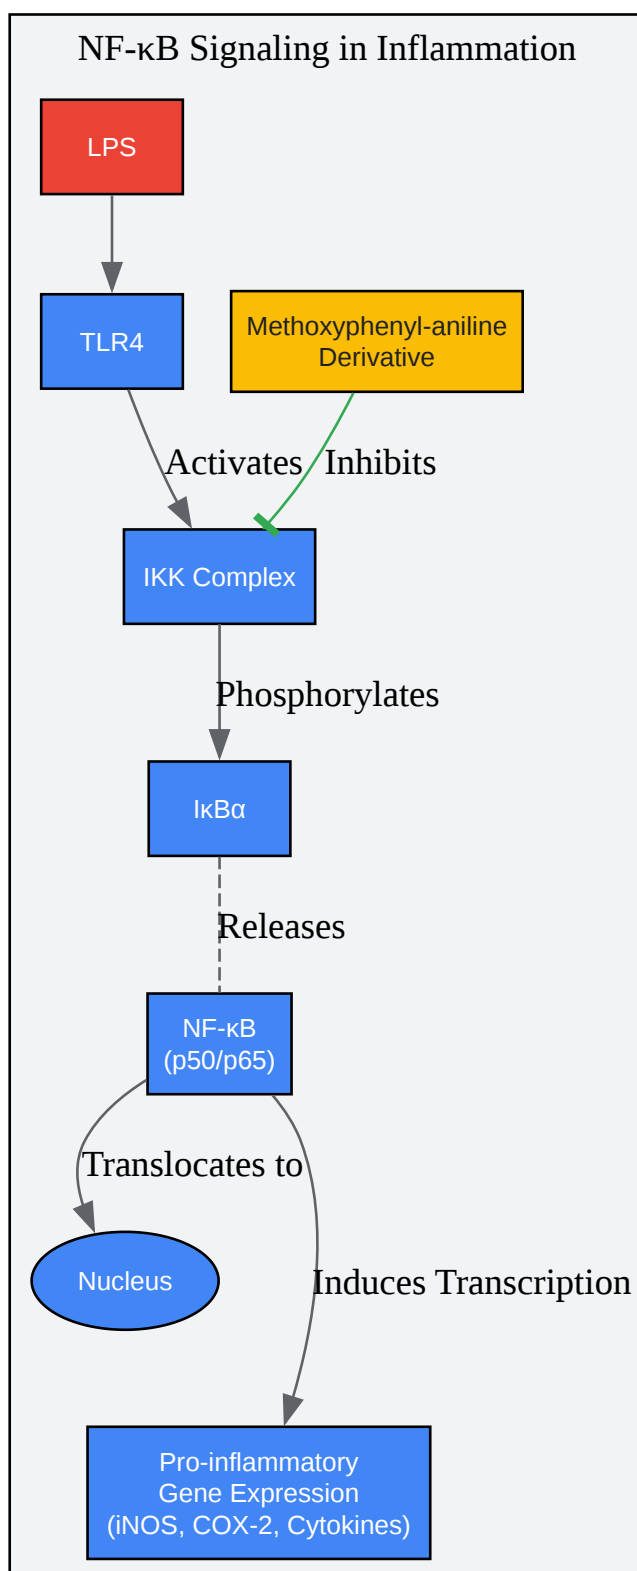 NF-κB Signaling in Inflammation
LPS
TLR4
Methoxyphenyl-aniline
Derivative
Activates
Inhibits
IKK Complex
Phosphorylates
IκBα
Releases
NF-κB
(p50/p65)
Translocates to
Nucleus
Induces Transcription
Pro-inflammatory
Gene Expression
(iNOS, COX-2, Cytokines)